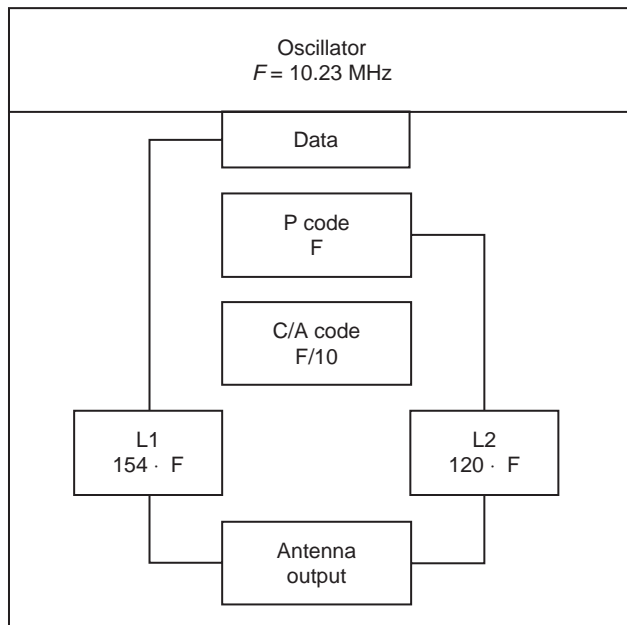 Oscillator
F = 10.23 MHz
Data
P code
F
C/A code
F/10
L1
154 · F
L2
120 · F
Antenna
output